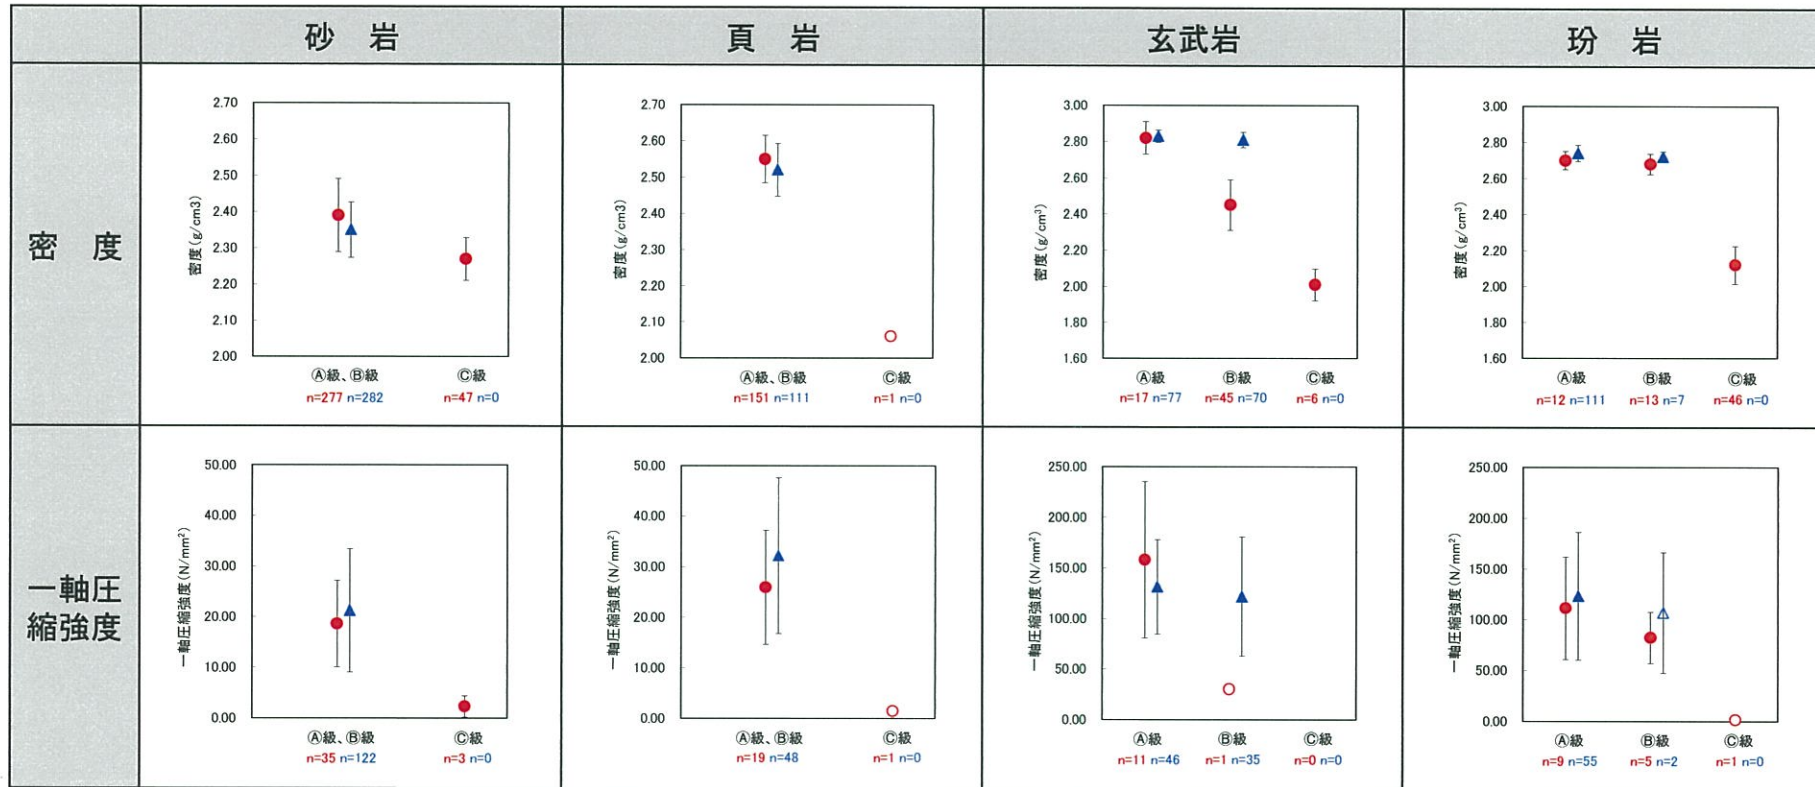 砂 岩
頁 岩
玄武岩
玢 岩
密 度
密度(g/cm3)
2.70
2.60
2.50
2.40
2.30
2.20
2.10
2.00
Ⓐ級、Ⓑ級
Ⓒ級
n=277 n=282
n=47 n=0
密度(g/cm3)
2.70
2.60
2.50
2.40
2.30
2.20
2.10
2.00
Ⓐ級、Ⓑ級
Ⓒ級
n=151 n=111
n=1 n=0
密度(g/cm³)
3.00
2.80
2.60
2.40
2.20
2.00
1.80
1.60
Ⓐ級
Ⓑ級
Ⓒ級
n=17 n=77
n=45 n=70
n=6 n=0
密度(g/cm³)
3.00
2.80
2.60
2.40
2.20
2.00
1.80
1.60
Ⓐ級
Ⓑ級
Ⓒ級
n=12 n=111
n=13 n=7
n=46 n=0
一軸圧
縮強度
一軸圧縮強度(N/mm²)
50.00
40.00
30.00
20.00
10.00
0.00
Ⓐ級、Ⓑ級
Ⓒ級
n=35 n=122
n=3 n=0
一軸圧縮強度(N/mm²)
50.00
40.00
30.00
20.00
10.00
0.00
Ⓐ級、Ⓑ級
Ⓒ級
n=19 n=48
n=1 n=0
一軸圧縮強度(N/mm²)
250.00
200.00
150.00
100.00
50.00
0.00
Ⓐ級
Ⓑ級
Ⓒ級
n=11 n=46
n=1 n=35
n=0 n=0
一軸圧縮強度(N/mm²)
250.00
200.00
150.00
100.00
50.00
0.00
Ⓐ級
Ⓑ級
Ⓒ級
n=9 n=55
n=5 n=2
n=1 n=0